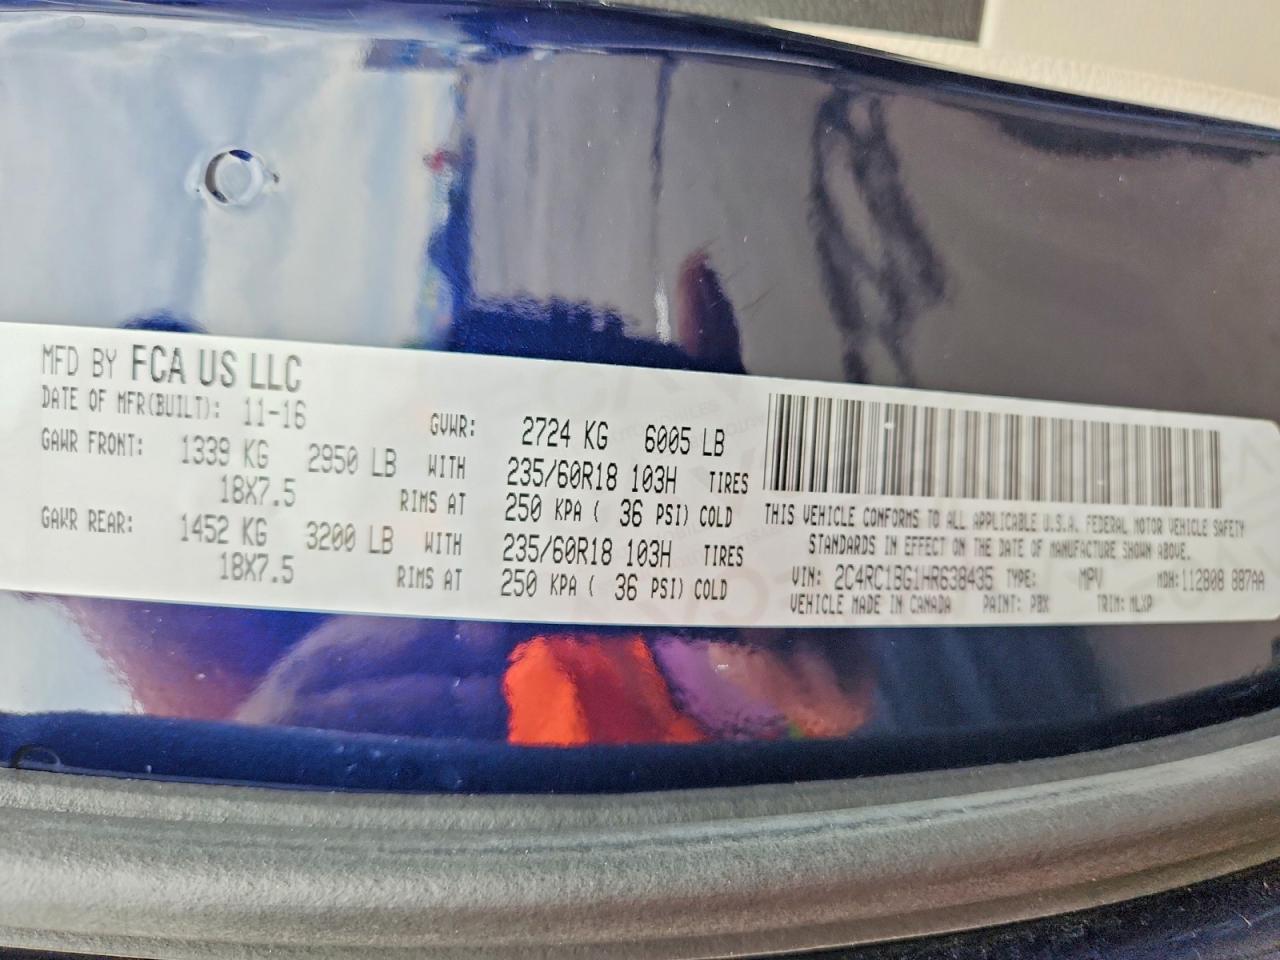 MFD BY FCA US LLC
DATE OF MFR(BUILT): 11-16
GVWR: 2724 KG 6005 LB
GAWR FRONT: 1339 KG 2950 LB WITH 235/60R18 103H TIRES
18X7.5 RIMS AT 250 KPA ( 36 PSI) COLD
GAWR REAR: 1452 KG 3200 LB WITH 235/60R18 103H TIRES
18X7.5 RIMS AT 250 KPA ( 36 PSI) COLD
THIS VEHICLE CONFORMS TO ALL APPLICABLE U.S.A. FEDERAL MOTOR VEHICLE SAFETY
STANDARDS IN EFFECT ON THE DATE OF MANUFACTURE SHOWN ABOVE.
VIN: 2C4RC1BG1HR638435 TYPE: MPV MDH:112808 087AA
VEHICLE MADE IN CANADA PAINT: PBX TRIM: MLXP